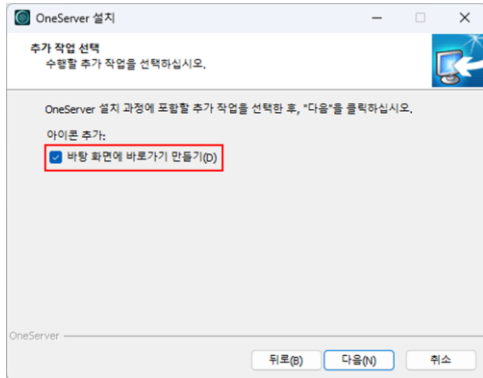 OneServer 설치
추가 작업 선택
수행할 추가 작업을 선택하십시오.
OneServer 설치 과정에 포함할 추가 작업을 선택한 후, "다음"을 클릭하십시오.
아이콘 추가:
바탕 화면에 바로가기 만들기(D)
OneServer
뒤로(B) 다음(N) 취소